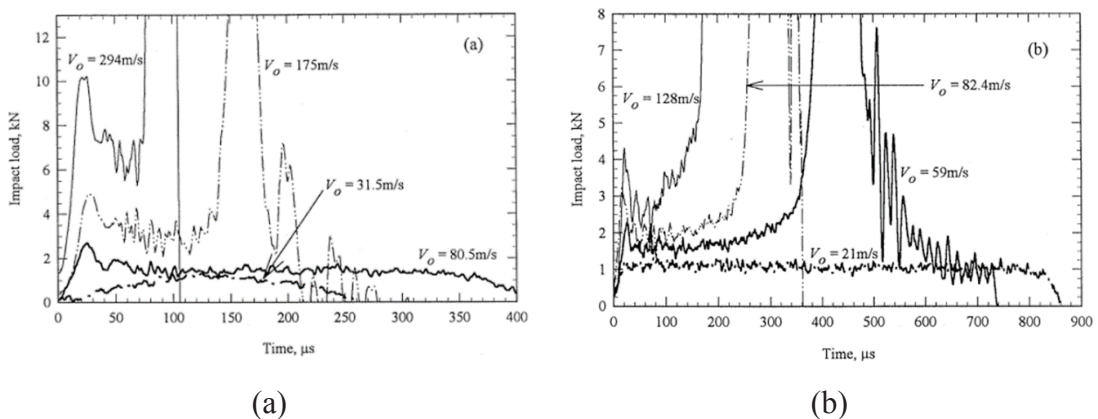 12
10
8
6
4
2
0
Impact load, kN
V_o = 294m/s
V_o = 175m/s
(a)
V_o = 31.5m/s
V_o = 80.5m/s
0 50 100 150 200 250 300 350 400
Time, μs
8
7
6
5
4
3
2
1
0
Impact load, kN
(b)
V_o = 128m/s
V_o = 82.4m/s
V_o = 59m/s
V_o = 21m/s
0 100 200 300 400 500 600 700 800 900
Time, μs
(a)
(b)